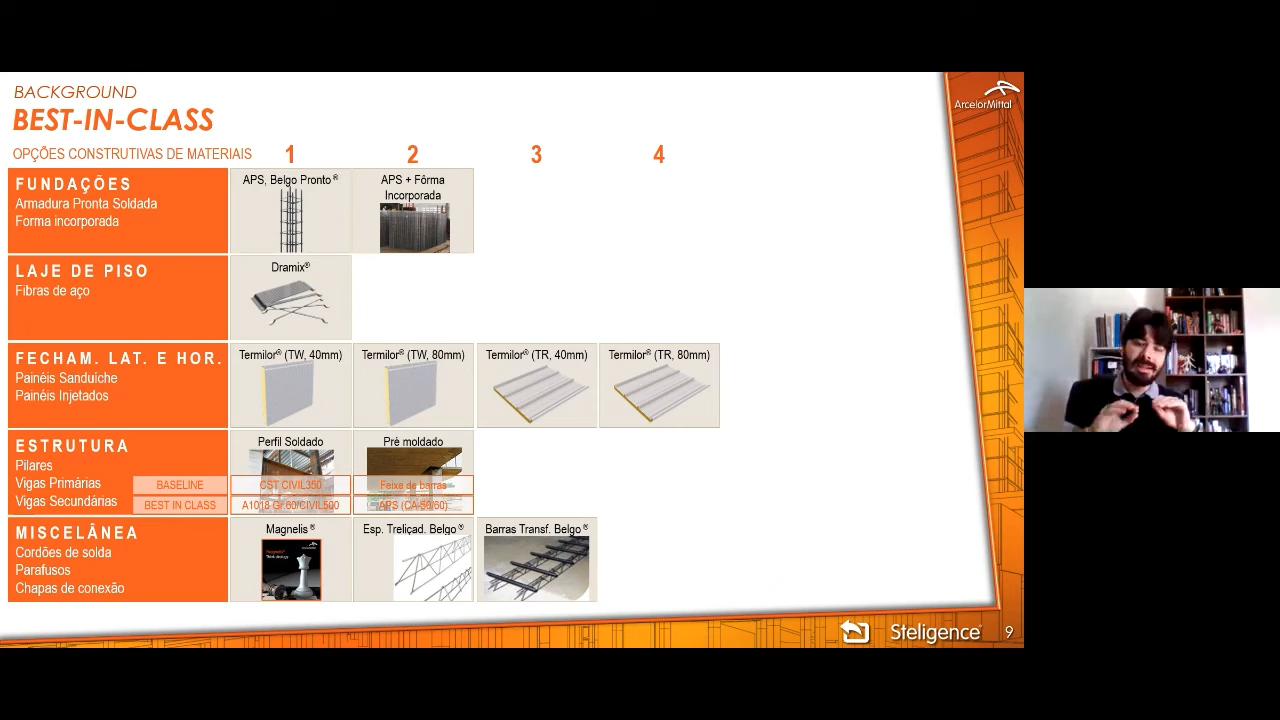 BACKGROUND
BEST-IN-CLASS
ArcelorMittal
OPÇÕES CONSTRUTIVAS DE MATERIAIS
1
2
3
4
FUNDAÇÕES
Armadura Pronta Soldada
Forma incorporada
APS, Belgo Pronto®
APS + Fôrma
Incorporada
LAJE DE PISO
Fibras de aço
Dramix®
FECHAM. LAT. E HOR.
Painéis Sanduíche
Painéis Injetados
Termilor® (TW, 40mm)
Termilor® (TW, 80mm)
Termilor® (TR, 40mm)
Termilor® (TR, 80mm)
ESTRUTURA
Pilares
Vigas Primárias
Vigas Secundárias
BASELINE
BEST IN CLASS
Perfil Soldado
CST CIVIL350
A1018 Gr.60/CIVIL500
Pré moldado
Feixe de barras
APS (CA-50/60)
MISCELÂNEA
Cordões de solda
Parafusos
Chapas de conexão
Magnelis®
Esp. Treliçad. Belgo®
Barras Transf. Belgo®
Steligence®
9